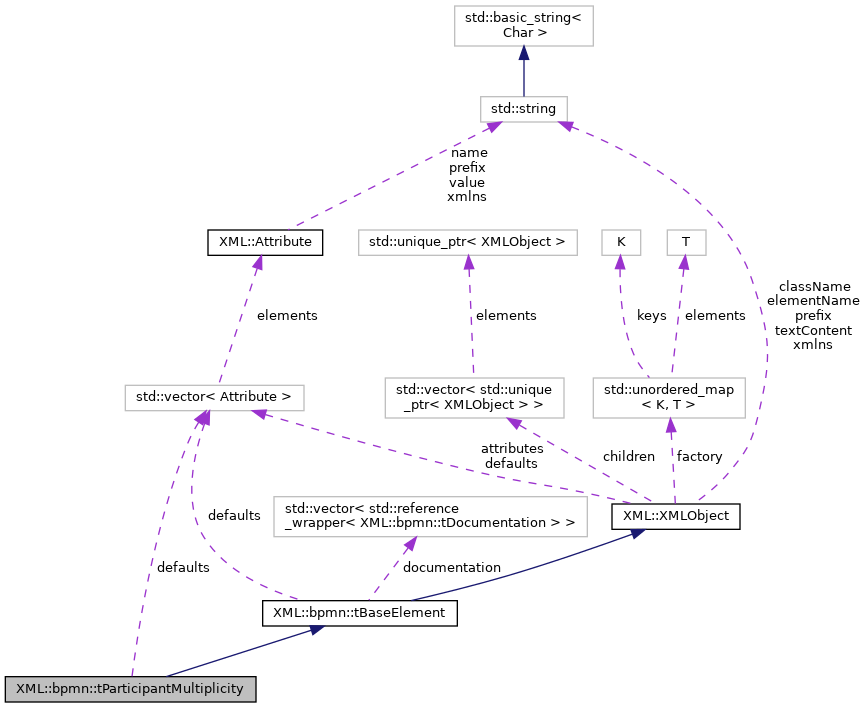 std::basic_string<
Char >
std::string
name
prefix
value
xmlns
XML::Attribute
std::unique_ptr< XMLObject >
K
T
className
elementName
prefix
textContent
xmlns
elements
elements
keys
elements
std::vector< Attribute >
std::vector< std::unique
_ptr< XMLObject > >
std::unordered_map
< K, T >
attributes
defaults
children
factory
defaults
std::vector< std::reference
_wrapper< XML::bpmn::tDocumentation > >
XML::XMLObject
defaults
documentation
XML::bpmn::tBaseElement
XML::bpmn::tParticipantMultiplicity